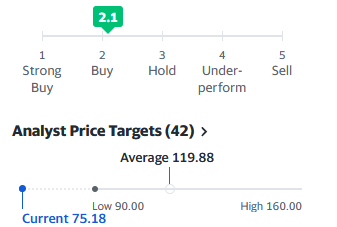 2.1
1 2 3 4 5
Strong Buy Hold Under- Sell
Buy perform
Analyst Price Targets (42) >
Average 119.88
Low 90.00 High 160.00
Current 75.18